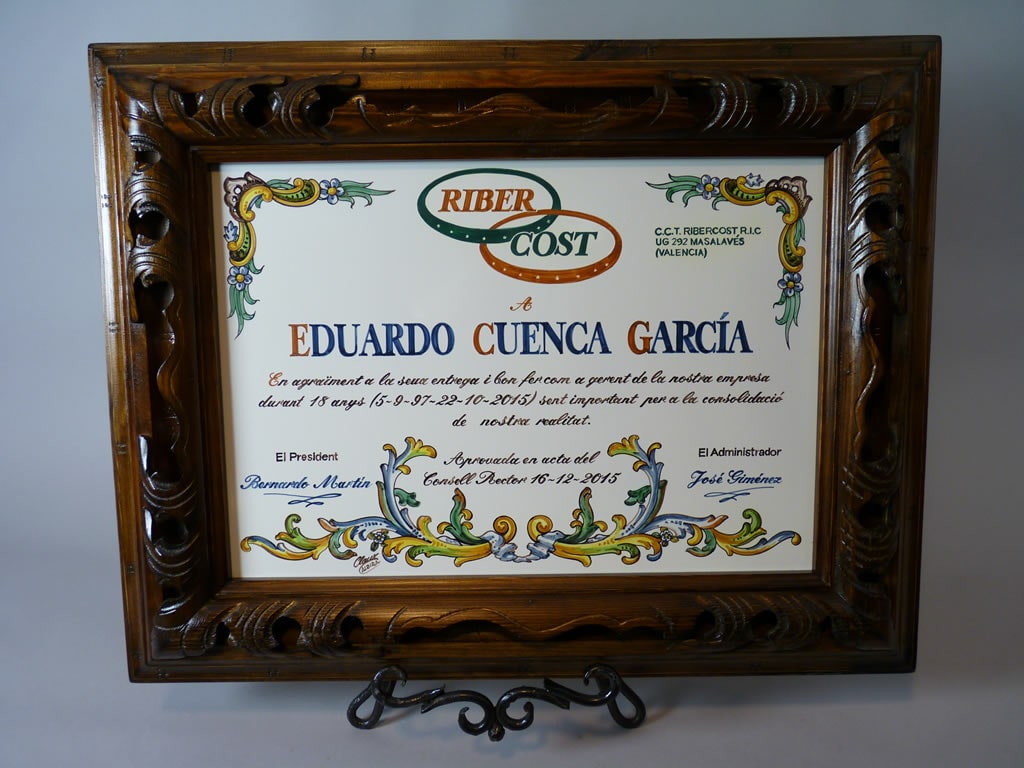 RIBER
COST
C.C.T. RIBERCOST, R.I.C
UG 292 MASALAVÉS
(VALENCIA)
A
EDUARDO CUENCA GARCÍA
En agraïment a la seua entrega i bon fer com a gerent de la nostra empresa
durant 18 anys (5-9-97-22-10-2015) sent important per a la consolidació
de nostra realitat.
El President
Bernardo Martín
Aprovada en acta del
Consell Rector 16-12-2015
El Administrador
José Giménez